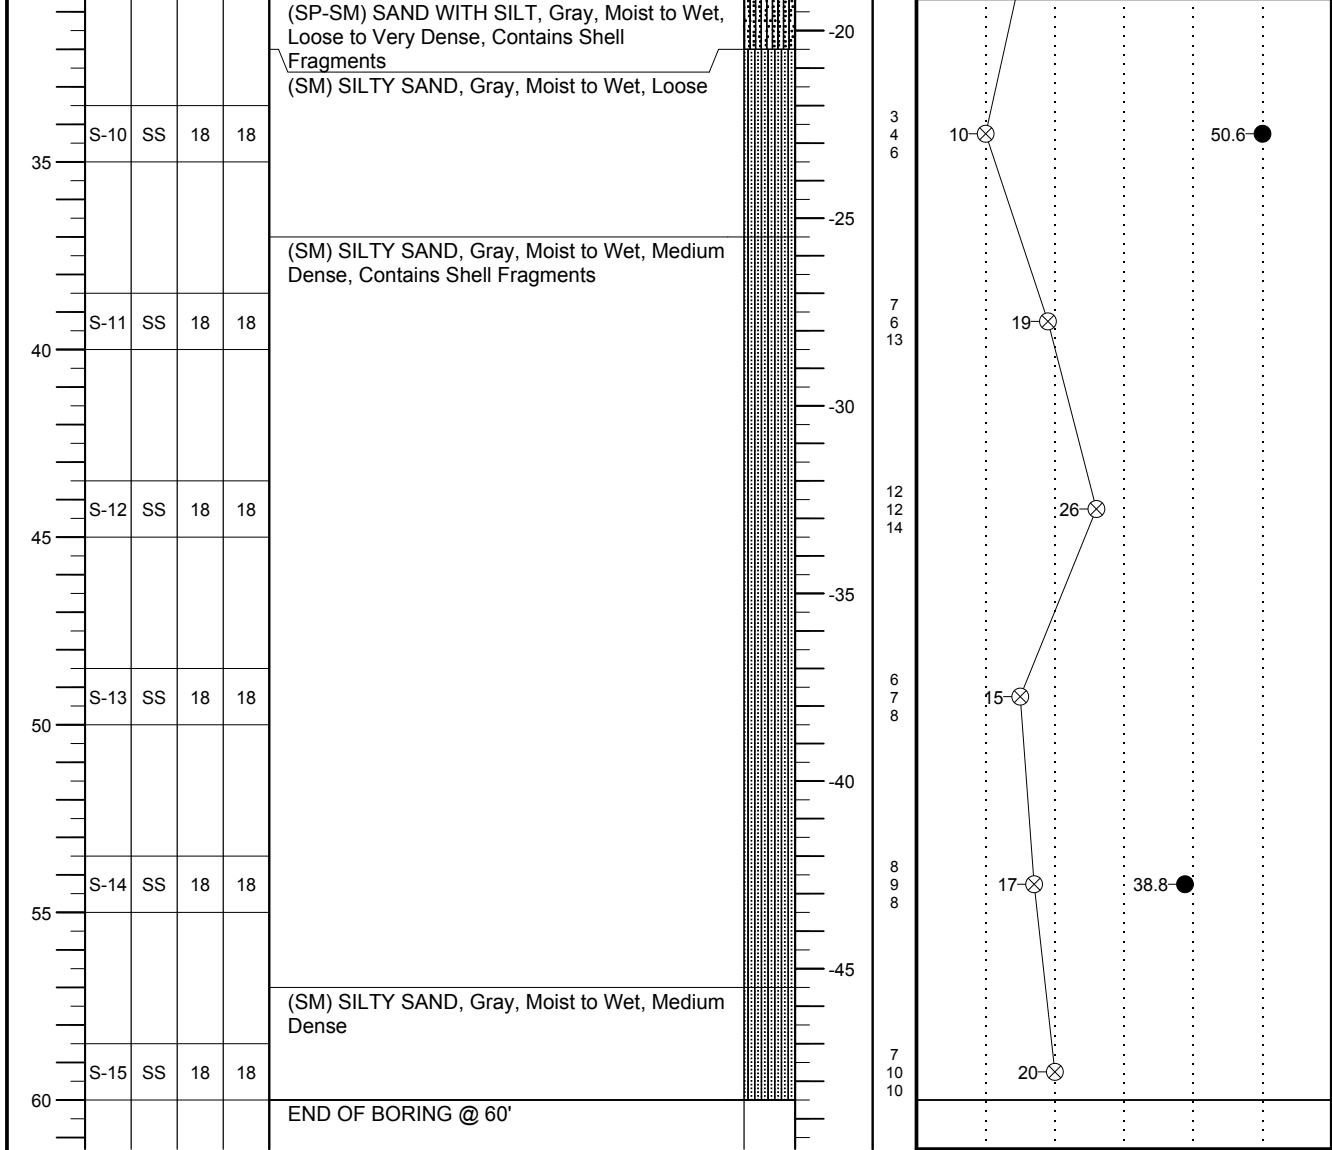 (SP-SM) SAND WITH SILT, Gray, Moist to Wet,
Loose to Very Dense, Contains Shell
Fragments
-20
(SM) SILTY SAND, Gray, Moist to Wet, Loose
S-10 SS 18 18
3
4
6
10
50.6
35
-25
(SM) SILTY SAND, Gray, Moist to Wet, Medium
Dense, Contains Shell Fragments
S-11 SS 18 18
7
6
13
19
40
-30
S-12 SS 18 18
12
12
14
26
45
-35
S-13 SS 18 18
6
7
8
15
50
-40
S-14 SS 18 18
8
9
8
17
38.8
55
-45
(SM) SILTY SAND, Gray, Moist to Wet, Medium
Dense
S-15 SS 18 18
7
10
10
20
60
END OF BORING @ 60'